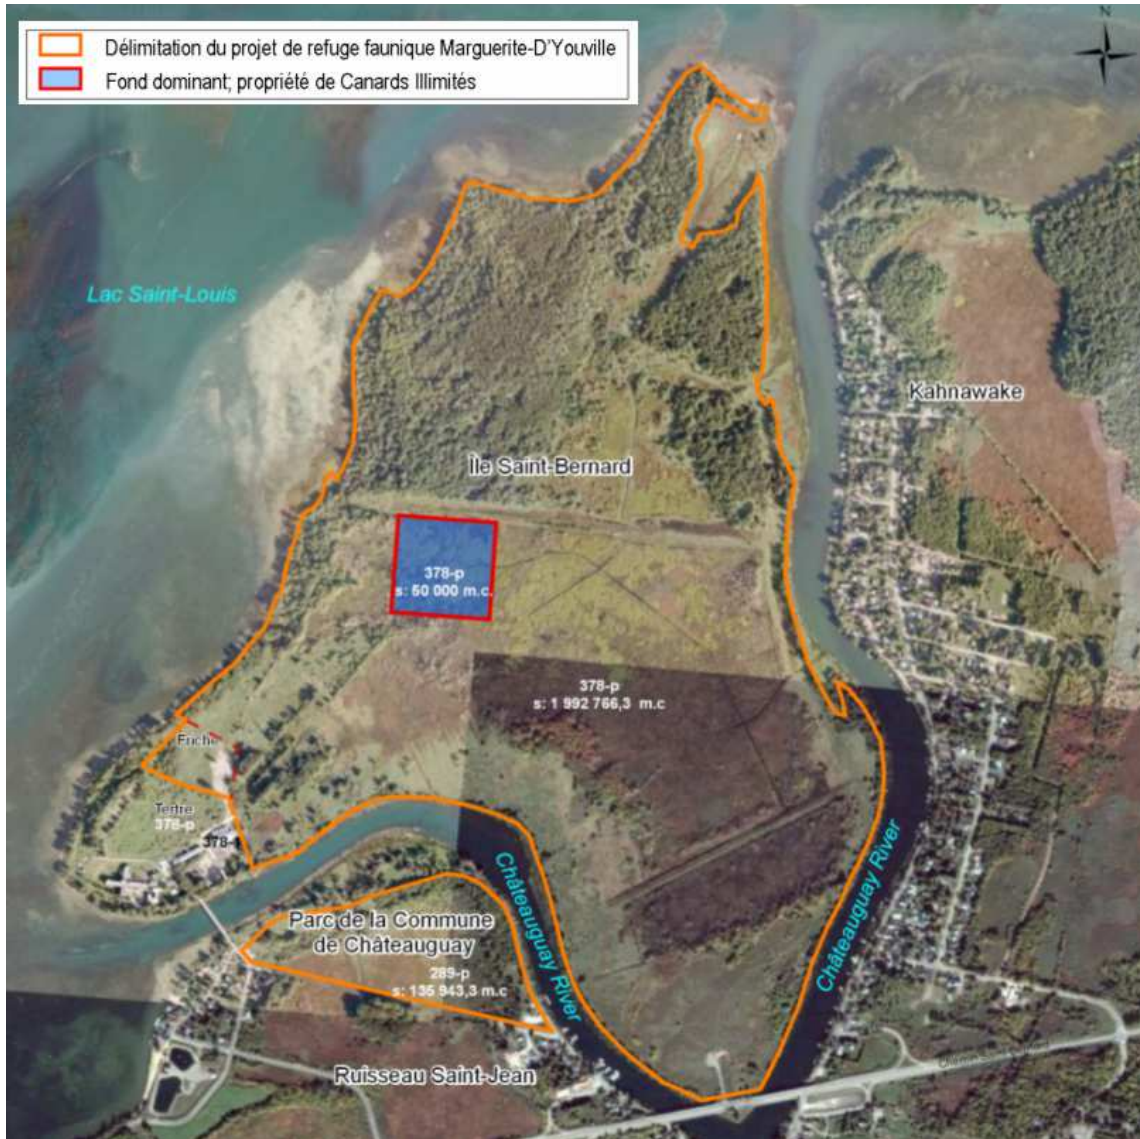 N
Délimitation du projet de refuge faunique Marguerite-D'Youville
Fond dominant; propriété de Canards Illimités
Lac Saint-Louis
Kahnawake
Île Saint-Bernard
378-p
s: 50 000 m.c.
378-p
s: 1 992 766,3 m.c
Friche
Tertre
378-p
378-1
Châteauguay River
Châteauguay River
Parc de la Commune
de Châteauguay
289-p
s: 135 943,3 m.c
Ruisseau Saint-Jean